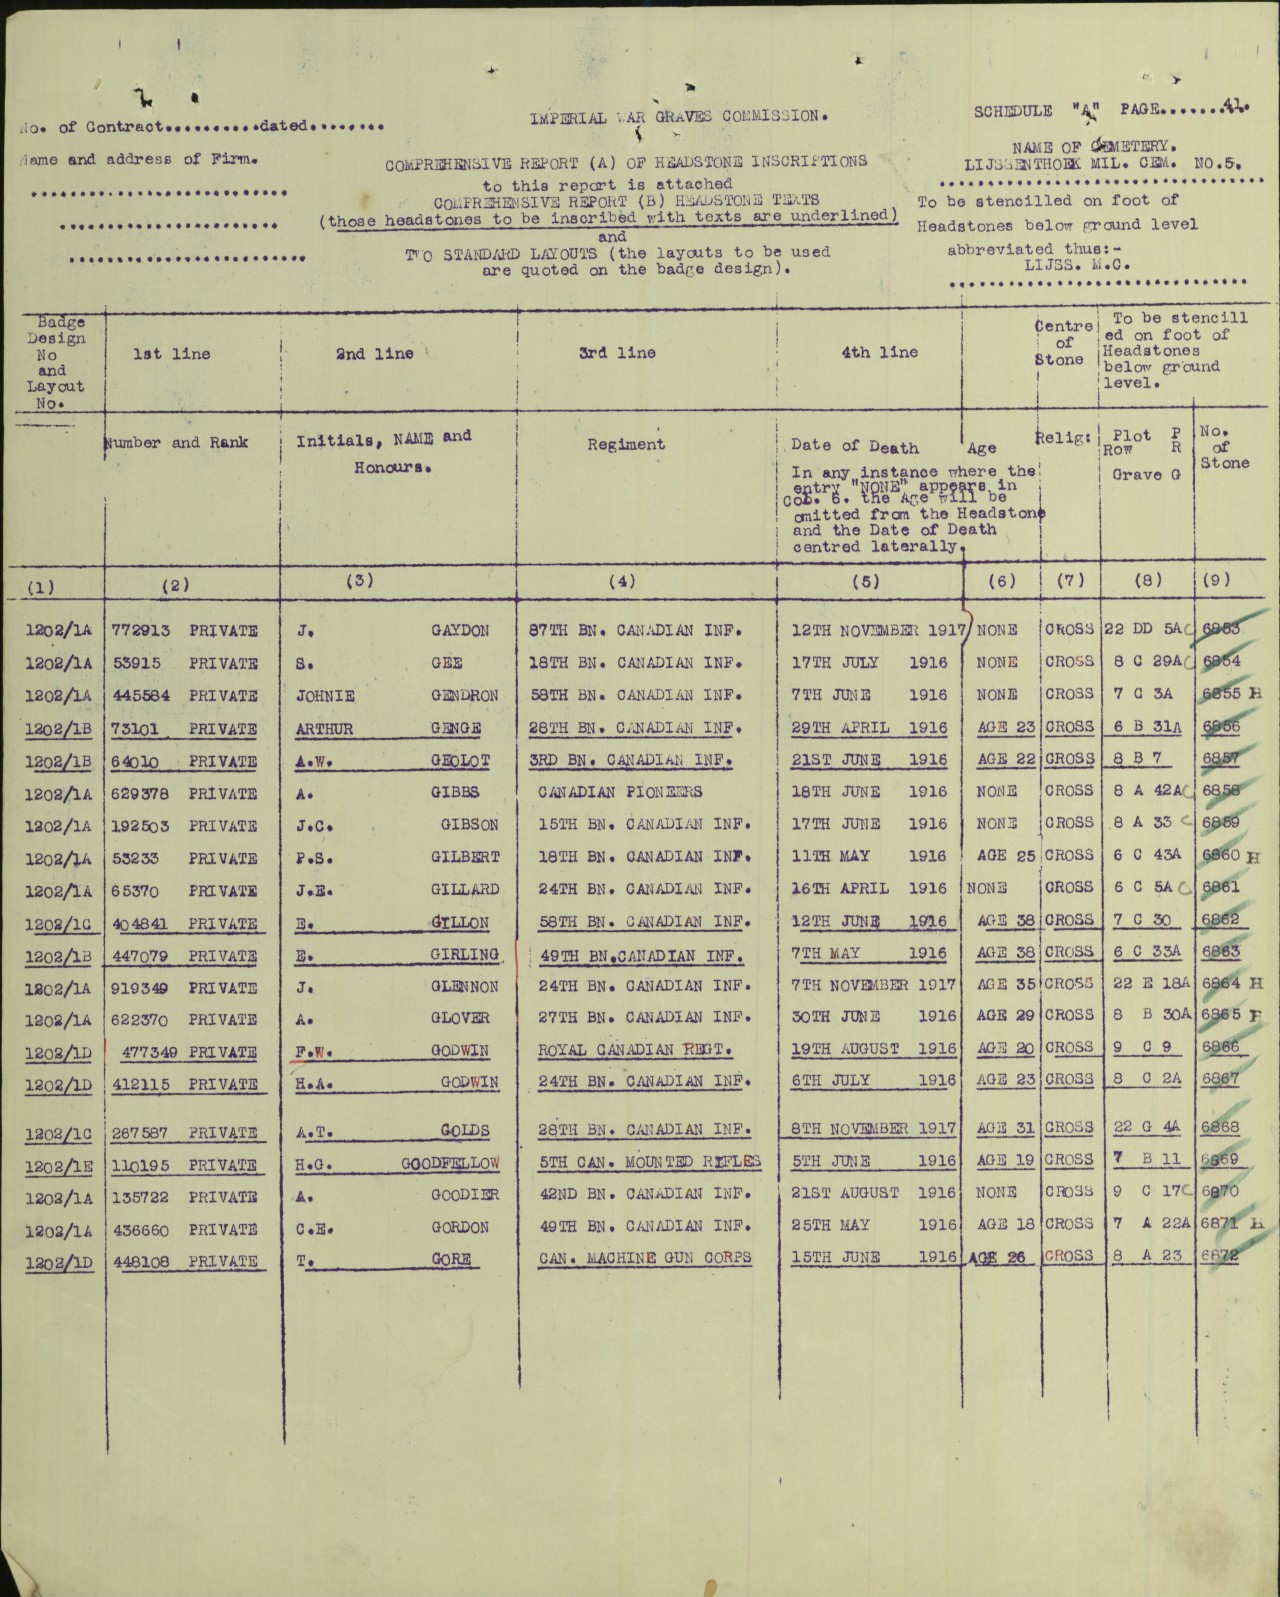 No. of Contract..........dated........
Name and address of Firm.
IMPERIAL WAR GRAVES COMMISSION.
COMPREHENSIVE REPORT (A) OF HEADSTONE INSCRIPTIONS
to this report is attached
COMPREHENSIVE REPORT (B) HEADSTONE TEXTS
(those headstones to be inscribed with texts are underlined)
and
TWO STANDARD LAYOUTS (the layouts to be used
are quoted on the badge design).
SCHEDULE "A" PAGE.......41.
NAME OF CEMETERY.
LIJSSENTHOEK MIL. CEM. NO.5.
To be stencilled on foot of
Headstones below ground level
abbreviated thus:-
LIJSS. M.C.
Badge
Design
No
and
Layout
No.
1st line
2nd line
3rd line
4th line
Centre
of
Stone
To be stencill
ed on foot of
Headstones
below ground
level.
Number and Rank
Initials, NAME and
Honours.
Regiment
Date of Death
Age
In any instance where the
entry "NONE" appears in
Col. 6. the Age will be
omitted from the Headstone
and the Date of Death
centred laterally.
Relig:
Plot P
Row R
Grave G
No.
of
Stone
(1) (2) (3) (4) (5) (6) (7) (8) (9)
1202/1A 772913 PRIVATE J. GAYDON 87TH BN. CANADIAN INF. 12TH NOVEMBER 1917 NONE CROSS 22 DD 5A C 6853
1202/1A 53915 PRIVATE S. GEE 18TH BN. CANADIAN INF. 17TH JULY 1916 NONE CROSS 8 C 29A C 6854
1202/1A 445584 PRIVATE JOHNIE GENDRON 58TH BN. CANADIAN INF. 7TH JUNE 1916 NONE CROSS 7 C 3A 6855 H
1202/1B 73101 PRIVATE ARTHUR GENGE 28TH BN. CANADIAN INF. 29TH APRIL 1916 AGE 23 CROSS 6 B 31A 6856
1202/1B 64010 PRIVATE A.W. GEOLOT 3RD BN. CANADIAN INF. 21ST JUNE 1916 AGE 22 CROSS 8 B 7 6857
1202/1A 629378 PRIVATE A. GIBBS CANADIAN PIONEERS 18TH JUNE 1916 NONE CROSS 8 A 42A C 6858
1202/1A 192503 PRIVATE J.C. GIBSON 15TH BN. CANADIAN INF. 17TH JUNE 1916 NONE CROSS 8 A 33 C 6859
1202/1A 53233 PRIVATE P.S. GILBERT 18TH BN. CANADIAN INF. 11TH MAY 1916 AGE 25 CROSS 6 C 43A 6860 H
1202/1A 65370 PRIVATE J.E. GILLARD 24TH BN. CANADIAN INF. 16TH APRIL 1916 NONE CROSS 6 C 5A C 6861
1202/1C 404841 PRIVATE E. GILLON 58TH BN. CANADIAN INF. 12TH JUNE 1916 AGE 38 CROSS 7 C 30 6862
1202/1B 447079 PRIVATE E. GIRLING 49TH BN.CANADIAN INF. 7TH MAY 1916 AGE 38 CROSS 6 C 33A 6863
1202/1A 919349 PRIVATE J. GLENNON 24TH BN. CANADIAN INF. 7TH NOVEMBER 1917 AGE 35 CROSS 22 E 18A 6864 H
1202/1A 622370 PRIVATE A. GLOVER 27TH BN. CANADIAN INF. 30TH JUNE 1916 AGE 29 CROSS 8 B 30A 6865
1202/1D 477349 PRIVATE F.W. GODWIN ROYAL CANADIAN REGT. 19TH AUGUST 1916 AGE 20 CROSS 9 C 9 6866
1202/1D 412115 PRIVATE H.A. GODWIN 24TH BN. CANADIAN INF. 6TH JULY 1916 AGE 23 CROSS 8 C 2A 6867
1202/1C 267587 PRIVATE A.T. GOLDS 28TH BN. CANADIAN INF. 8TH NOVEMBER 1917 AGE 31 CROSS 22 G 4A 6868
1202/1E 110195 PRIVATE H.G. GOODFELLOW 5TH CAN. MOUNTED RIFLES 5TH JUNE 1916 AGE 19 CROSS 7 B 11 6869
1202/1A 135722 PRIVATE A. GOODIER 42ND BN. CANADIAN INF. 21ST AUGUST 1916 NONE CROSS 9 C 17 C 6870
1202/1A 436660 PRIVATE C.E. GORDON 49TH BN. CANADIAN INF. 25TH MAY 1916 AGE 18 CROSS 7 A 22A 6871 H
1202/1D 448108 PRIVATE T. GORE CAN. MACHINE GUN CORPS 15TH JUNE 1916 AGE 26 CROSS 8 A 23 6872